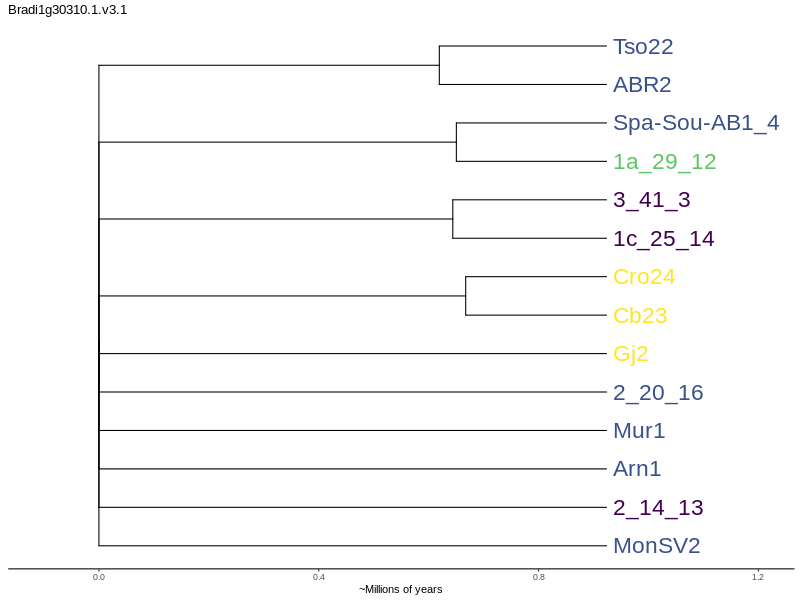 Bradi1g30310.1.v3.1
Tso22
ABR2
Spa-Sou-AB1_4
1a_29_12
3_41_3
1c_25_14
Cro24
Cb23
Gj2
2_20_16
Mur1
Arn1
2_14_13
MonSV2
0.0 0.4 0.8 1.2
~Millions of years